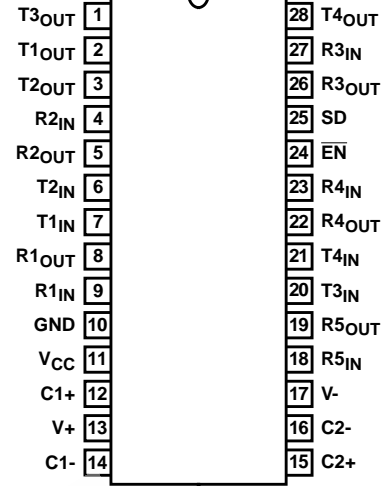 T3OUT 1 28 T4OUT
T1OUT 2 27 R3IN
T2OUT 3 26 R3OUT
R2IN 4 25 SD
R2OUT 5 24 E̅N̅
T2IN 6 23 R4IN
T1IN 7 22 R4OUT
R1OUT 8 21 T4IN
R1IN 9 20 T3IN
GND 10 19 R5OUT
VCC 11 18 R5IN
C1+ 12 17 V-
V+ 13 16 C2-
C1- 14 15 C2+